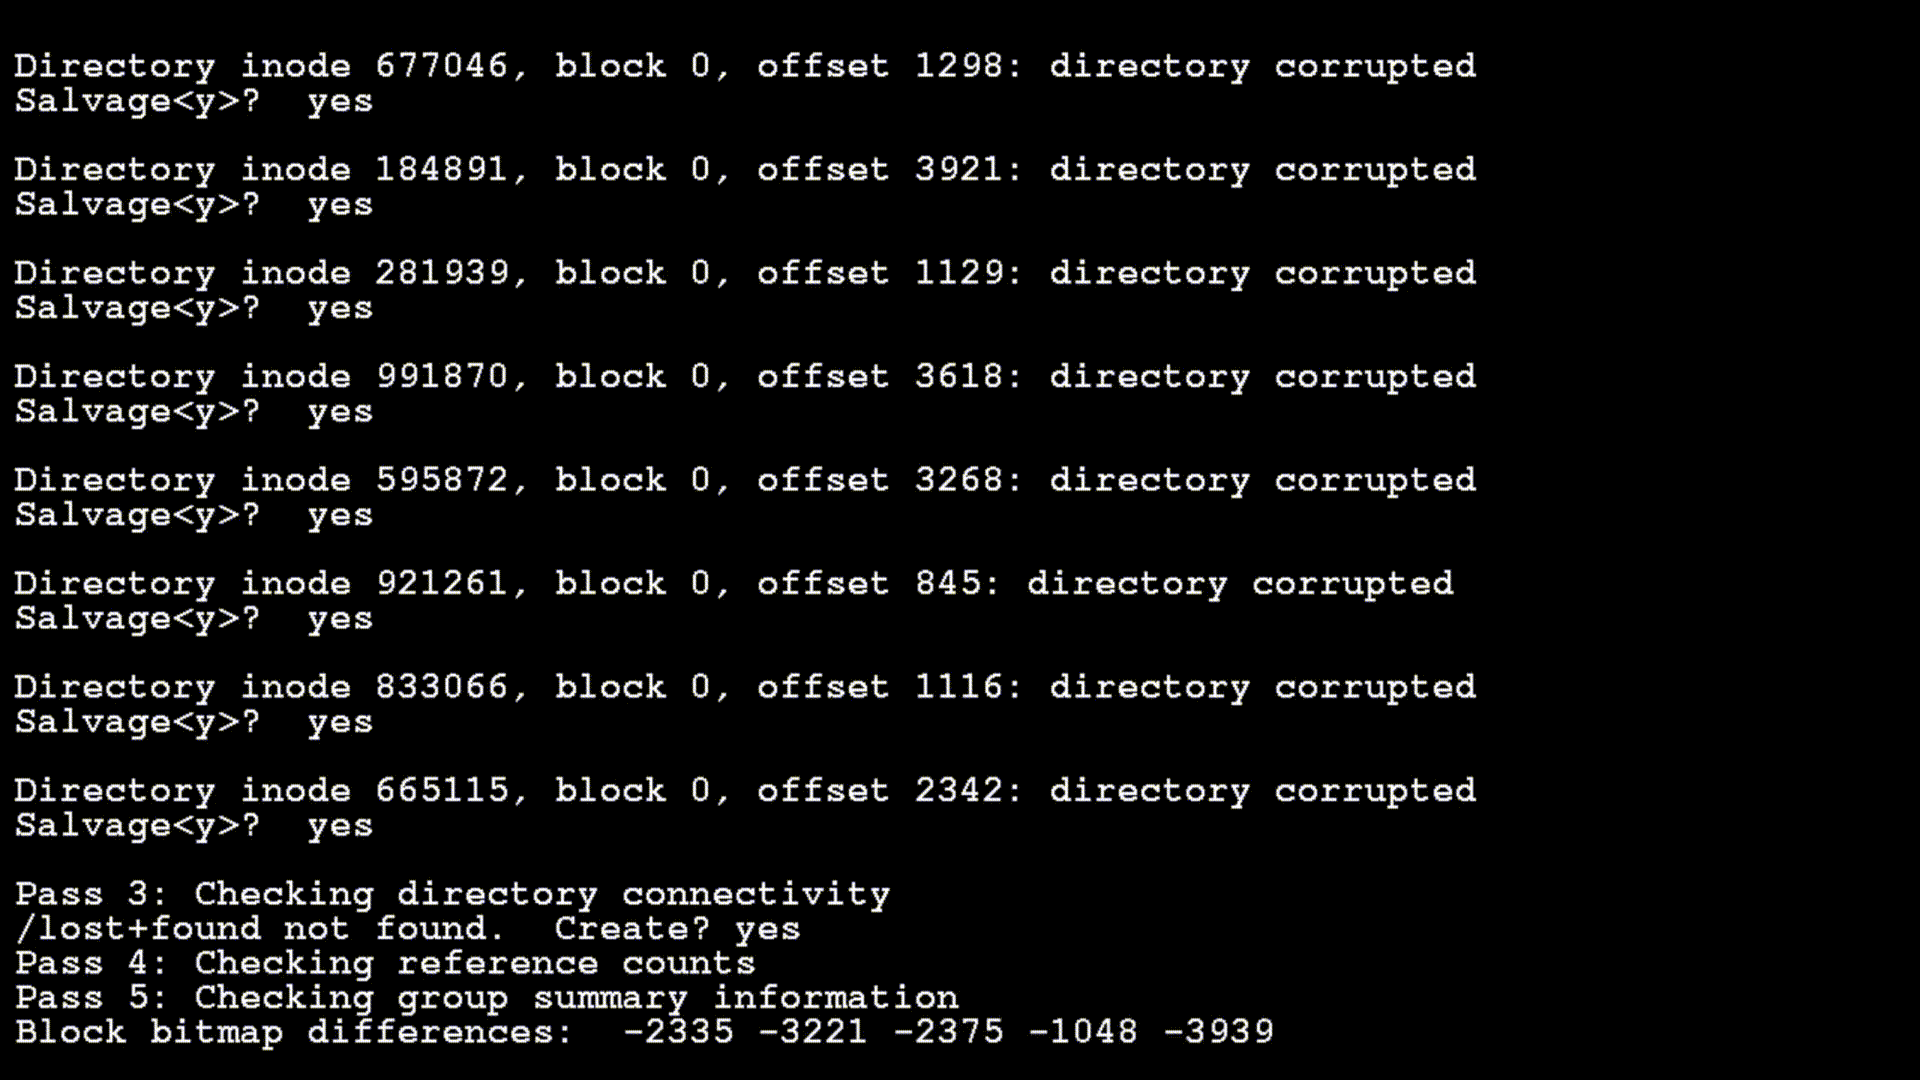 Directory inode 677046, block 0, offset 1298: directory corrupted
Salvage<y>?  yes
Directory inode 184891, block 0, offset 3921: directory corrupted
Salvage<y>?  yes
Directory inode 281939, block 0, offset 1129: directory corrupted
Salvage<y>?  yes
Directory inode 991870, block 0, offset 3618: directory corrupted
Salvage<y>?  yes
Directory inode 595872, block 0, offset 3268: directory corrupted
Salvage<y>?  yes
Directory inode 921261, block 0, offset 845: directory corrupted
Salvage<y>?  yes
Directory inode 833066, block 0, offset 1116: directory corrupted
Salvage<y>?  yes
Directory inode 665115, block 0, offset 2342: directory corrupted
Salvage<y>?  yes
Pass 3: Checking directory connectivity
/lost+found not found.  Create? yes
Pass 4: Checking reference counts
Pass 5: Checking group summary information
Block bitmap differences:  -2335 -3221 -2375 -1048 -3939